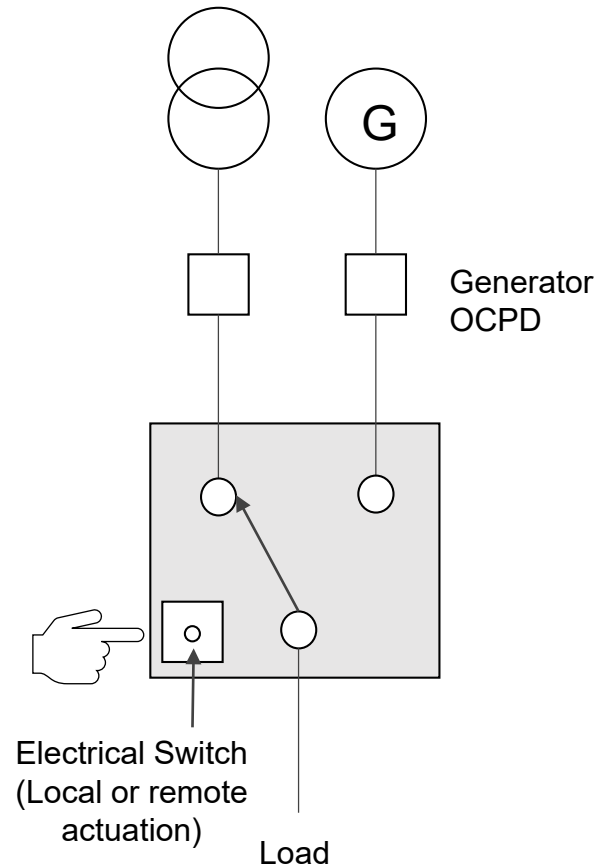 G
Generator
OCPD
Electrical Switch
(Local or remote
actuation)
Load